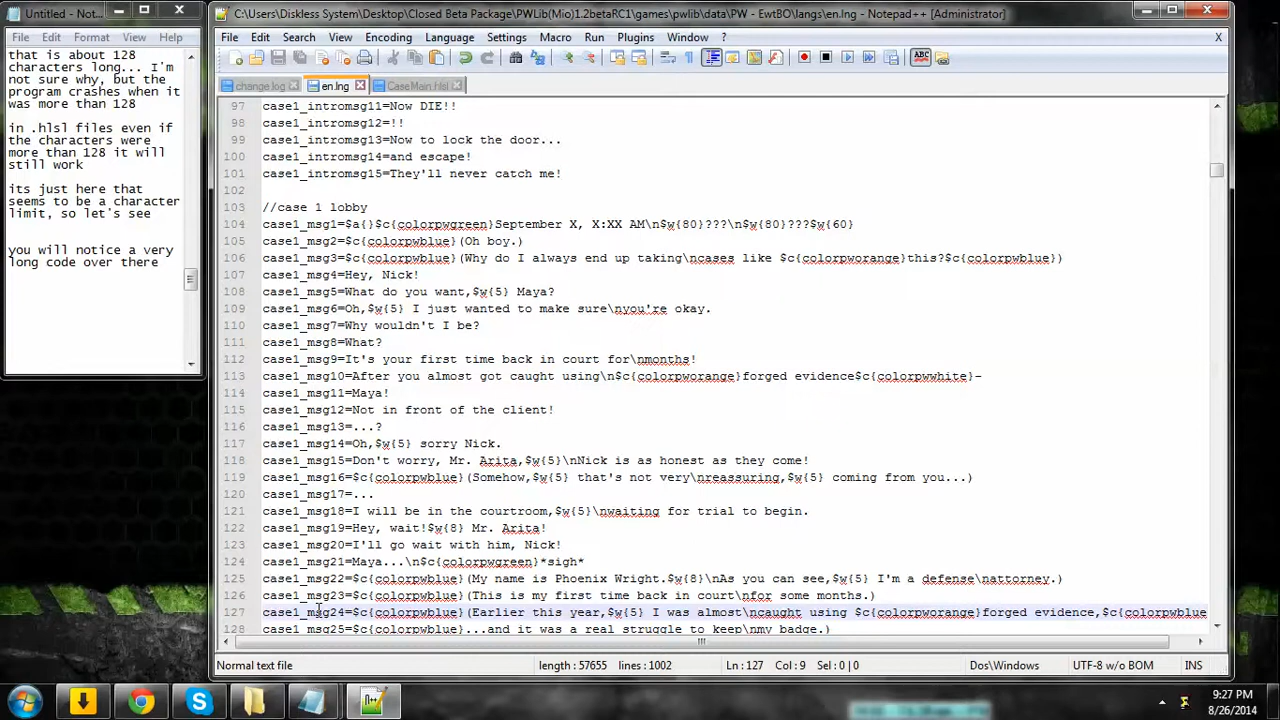 Untitled - Not...
File Edit Format View Help
that is about 128
characters long... I'm
not sure why, but the
program crashes when it
was more than 128
in .hlsl files even if
the characters were
more than 128 it will
still work
its just here that
seems to be a character
limit, so let's see
you will notice a very
long code over there
C:\Users\Diskless System\Desktop\Closed Beta Package\PWLib(Mio)1.2betaRC1\games\pwlib\data\PW - EwtBO\langs\en.lng - Notepad++ [Administrator]
File Edit Search View Encoding Language Settings Macro Run Plugins Window ? X
change.log en.lng CaseMain.hlsl
97 case1_intromsg11=Now DIE!!
98 case1_intromsg12=!!
99 case1_intromsg13=Now to lock the door...
100 case1_intromsg14=and escape!
101 case1_intromsg15=They'll never catch me!
102
103 //case 1 lobby
104 case1_msg1=$a{}$c{colorpwgreen}September X, X:XX AM\n$w{80}???\n$w{80}???$w{60}
105 case1_msg2=$c{colorpwblue}(Oh boy.)
106 case1_msg3=$c{colorpwblue}(Why do I always end up taking\ncases like $c{colorpworange}this?$c{colorpwblue})
107 case1_msg4=Hey, Nick!
108 case1_msg5=What do you want,$w{5} Maya?
109 case1_msg6=Oh,$w{5} I just wanted to make sure\nyou're okay.
110 case1_msg7=Why wouldn't I be?
111 case1_msg8=What?
112 case1_msg9=It's your first time back in court for\nmonths!
113 case1_msg10=After you almost got caught using\n$c{colorpworange}forged evidence$c{colorpwwhite}-
114 case1_msg11=Maya!
115 case1_msg12=Not in front of the client!
116 case1_msg13=...?
117 case1_msg14=Oh,$w{5} sorry Nick.
118 case1_msg15=Don't worry, Mr. Arita,$w{5}\nNick is as honest as they come!
119 case1_msg16=$c{colorpwblue}(Somehow,$w{5} that's not very\nreassuring,$w{5} coming from you...)
120 case1_msg17=...
121 case1_msg18=I will be in the courtroom,$w{5}\nwaiting for trial to begin.
122 case1_msg19=Hey, wait!$w{8} Mr. Arita!
123 case1_msg20=I'll go wait with him, Nick!
124 case1_msg21=Maya...\n$c{colorpwgreen}*sigh*
125 case1_msg22=$c{colorpwblue}(My name is Phoenix Wright.$w{8}\nAs you can see,$w{5} I'm a defense\nattorney.)
126 case1_msg23=$c{colorpwblue}(This is my first time back in court\nfor some months.)
127 case1_msg24=$c{colorpwblue}(Earlier this year,$w{5} I was almost\ncaught using $c{colorpworange}forged evidence,$c{colorpwblue
128 case1_msg25=$c{colorpwblue}...and it was a real struggle to keep\nmy badge.)
Normal text file length : 57655 lines : 1002 Ln : 127 Col : 9 Sel : 0 | 0 Dos\Windows UTF-8 w/o BOM INS
9:27 PM
8/26/2014